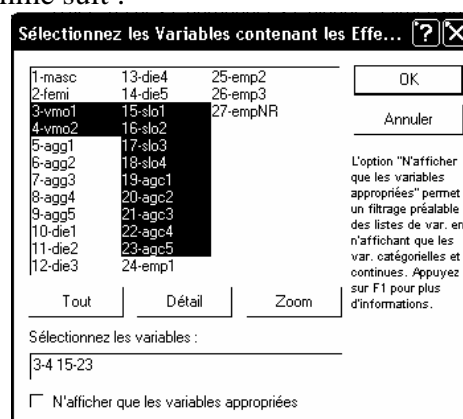 Sélectionnez les Variables contenant les Effe...
1-masc 13-die4 25-emp2
2-femi 14-die5 26-emp3
3-vmo1 15-slo1 27-empNR
4-vmo2 16-slo2
5-agg1 17-slo3
6-agg2 18-slo4
7-agg3 19-agc1
8-agg4 20-agc2
9-agg5 21-agc3
10-die1 22-agc4
11-die2 23-agc5
12-die3 24-emp1
OK
Annuler
L'option "N'afficher
que les variables
appropriées" permet
un filtrage préalable
des listes de var. en
n'affichant que les
var. catégorielles et
continues. Appuyez
sur F1 pour plus
d'informations.
Tout Détail Zoom
Sélectionnez les variables :
3-4 15-23
N'afficher que les variables appropriées